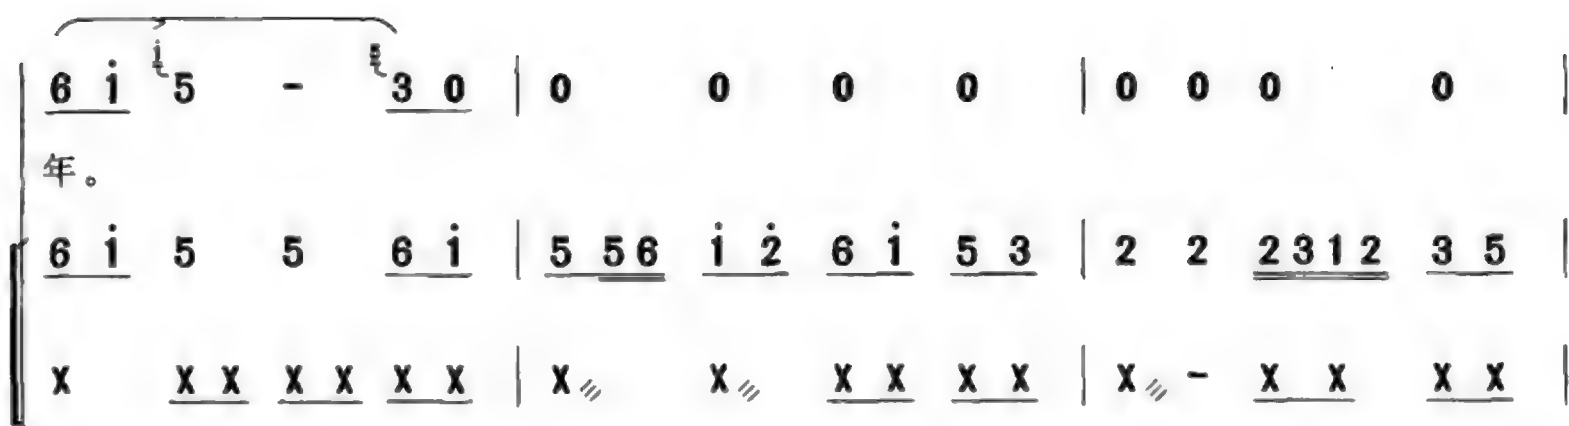 6 i̇ i̇ 5 - 5 3 0 | 0 0 0 0 | 0 0 0 0 |
年。
6 i̇ 5 5 6 i̇ | 5 5 6 i̇ 2̇ 6 i̇ 5 3 | 2 2 2 3 1 2 3 5 |
X X X X X X X | X X X X X X | X - X X X X |